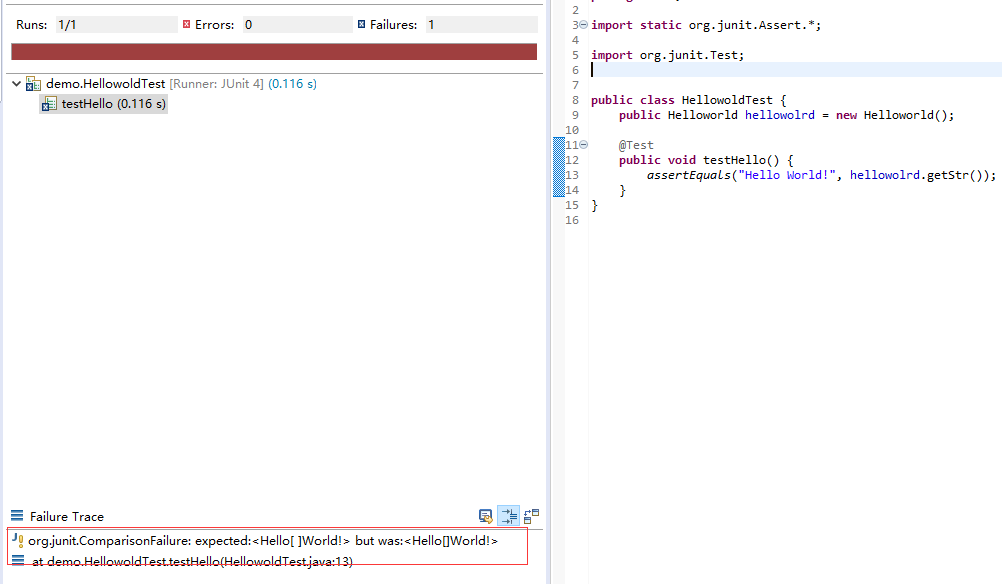 Runs: 1/1 Errors: 0 Failures: 1
demo.HellowoldTest [Runner: JUnit 4] (0.116 s)
testHello (0.116 s)
Failure Trace
org.junit.ComparisonFailure: expected:<Hello[ ]World!> but was:<Hello[]World!>
at demo.HellowoldTest.testHello(HellowoldTest.java:13)
2
3 import static org.junit.Assert.*;
4
5 import org.junit.Test;
6
7
8 public class HellowoldTest {
9 public Helloworld hellowolrd = new Helloworld();
10
11 @Test
12 public void testHello() {
13 assertEquals("Hello World!", hellowolrd.getStr());
14 }
15 }
16